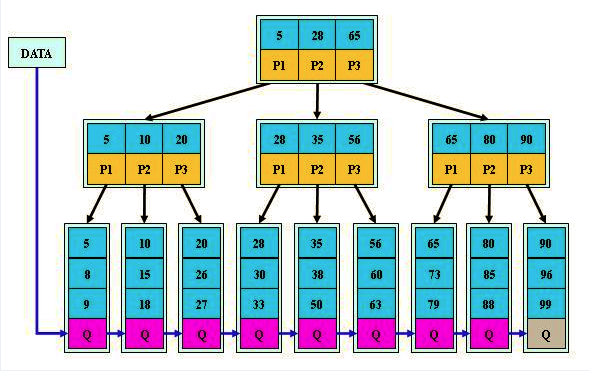 5 28 65
DATA
P1 P2 P3
5 10 20 28 35 56 65 80 90
P1 P2 P3 P1 P2 P3 P1 P2 P3
5 10 20 28 35 56 65 80 90
8 15 26 30 38 60 73 85 96
9 18 27 33 50 63 79 88 99
Q Q Q Q Q Q Q Q Q